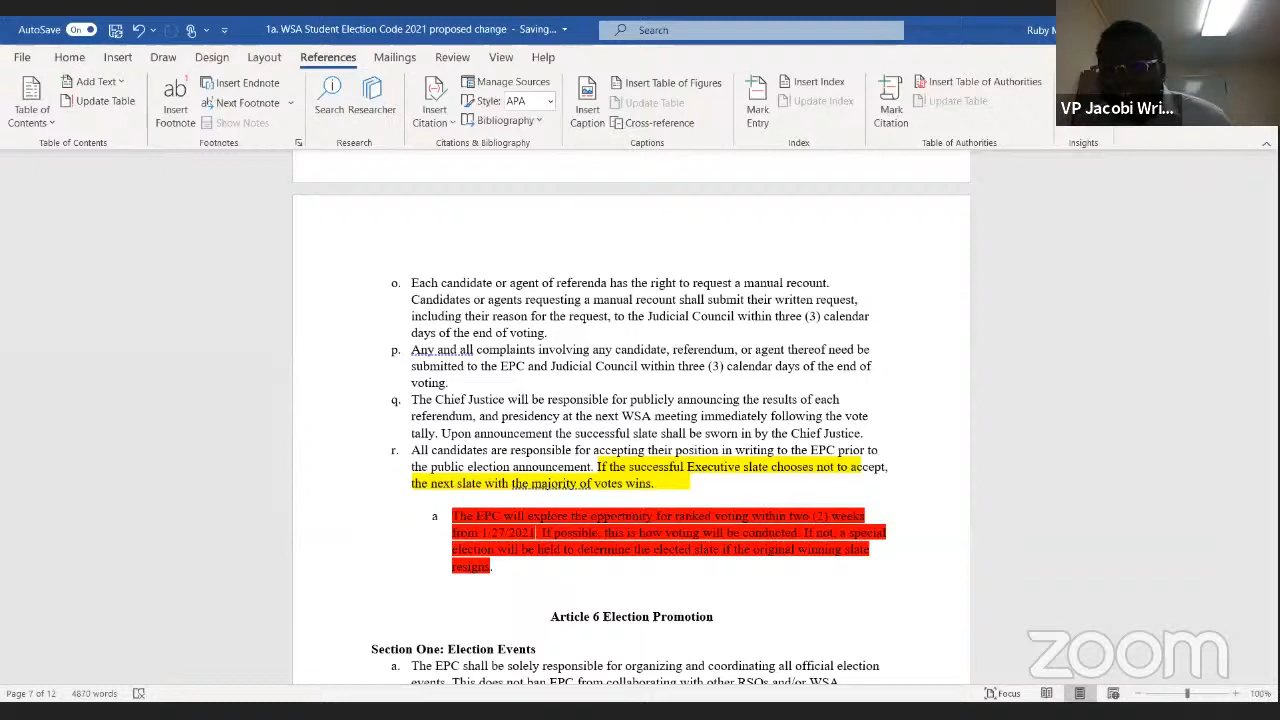 AutoSave On 1a. WSA Student Election Code 2021 proposed change - Saving... Search Ruby M
File Home Insert Draw Design Layout References Mailings Review View Help
Table of Contents Add Text Update Table Insert Footnote Insert Endnote Next Footnote Show Notes Search Researcher Insert Citation Manage Sources Style: APA Bibliography Insert Caption Insert Table of Figures Update Table Cross-reference Mark Entry Insert Index Update Index Mark Citation Insert Table of Authorities Update Table
Table of Contents Footnotes Research Citations & Bibliography Captions Index Table of Authorities Insights
VP Jacobi Wri...
o. Each candidate or agent of referenda has the right to request a manual recount.
Candidates or agents requesting a manual recount shall submit their written request,
including their reason for the request, to the Judicial Council within three (3) calendar
days of the end of voting.
p. Any and all complaints involving any candidate, referendum, or agent thereof need be
submitted to the EPC and Judicial Council within three (3) calendar days of the end of
voting.
q. The Chief Justice will be responsible for publicly announcing the results of each
referendum, and presidency at the next WSA meeting immediately following the vote
tally. Upon announcement the successful slate shall be sworn in by the Chief Justice.
r. All candidates are responsible for accepting their position in writing to the EPC prior to
the public election announcement. If the successful Executive slate chooses not to accept,
the next slate with the majority of votes wins.
a The EPC will explore the opportunity for ranked voting within two (2) weeks
from 1/27/2021. If possible, this is how voting will be conducted. If not, a special
election will be held to determine the elected slate if the original winning slate
resigns.
Article 6 Election Promotion
Section One: Election Events
a. The EPC shall be solely responsible for organizing and coordinating all official election
events. This does not ban EPC from collaborating with other RSOs and/or WSA
zoom
Page 7 of 12 4870 words Focus 100%